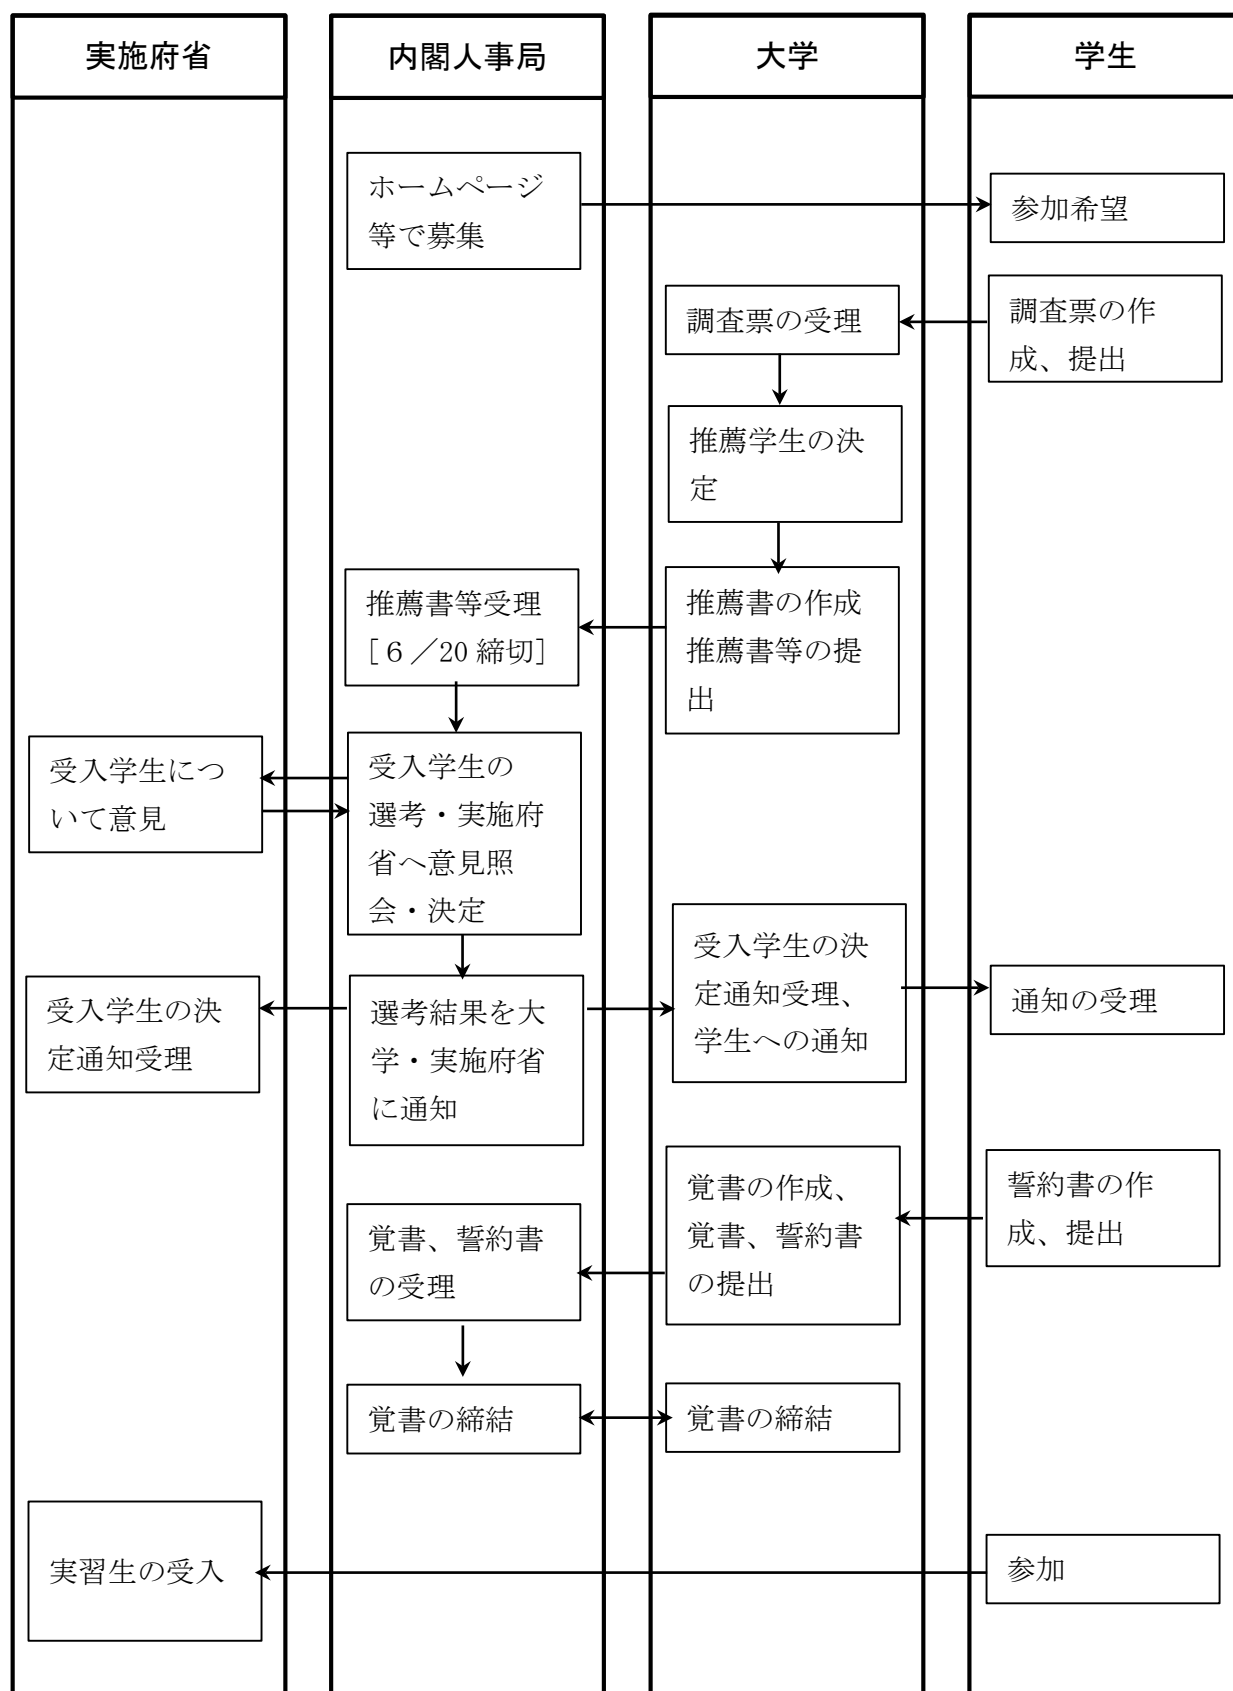 実施府省
内閣人事局
大学
学生
ホームページ
等で募集
参加希望
調査票の作
成、提出
調査票の受理
推薦学生の決
定
推薦書の作成
推薦書等の提
出
推薦書等受理
[６／20 締切]
受入学生の
選考・実施府
省へ意見照
会・決定
受入学生につ
いて意見
選考結果を大
学・実施府省
に通知
受入学生の決
定通知受理
受入学生の決
定通知受理、
学生への通知
通知の受理
誓約書の作
成、提出
覚書の作成、
覚書、誓約書
の提出
覚書、誓約書
の受理
覚書の締結
覚書の締結
参加
実習生の受入